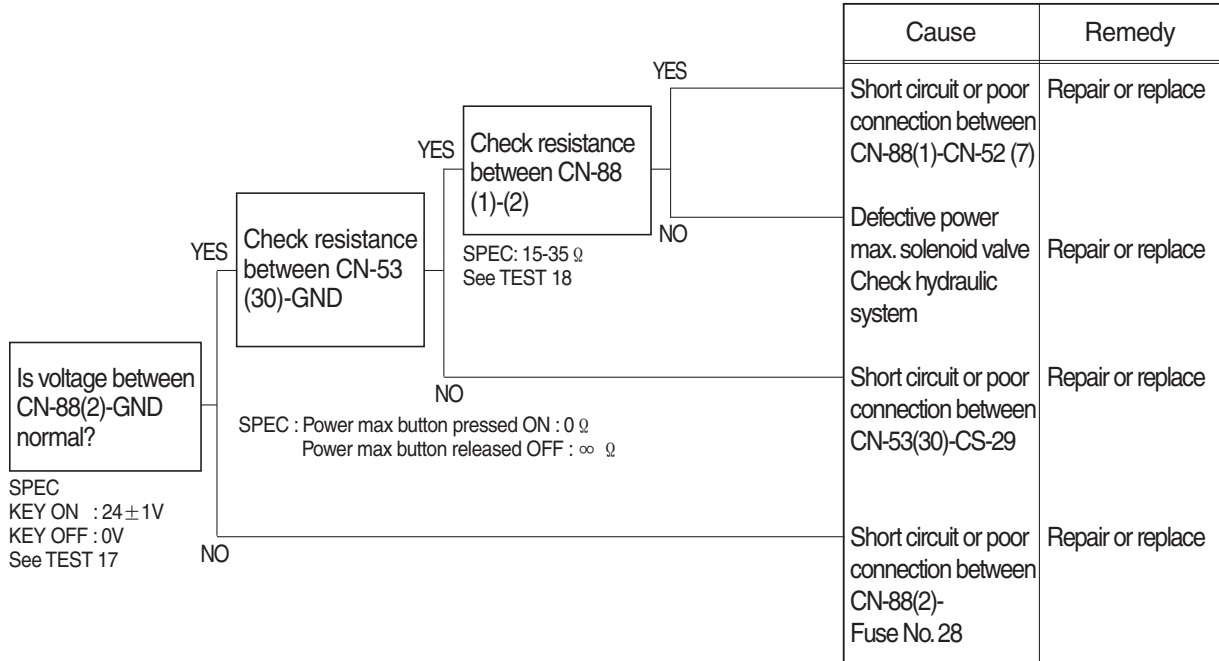 Cause
Remedy
YES
Short circuit or poor
connection between
CN-88(1)-CN-52 (7)
Repair or replace
YES
Check resistance
between CN-88
(1)-(2)
NO
SPEC: 15-35 Ω
See TEST 18
Defective power
max. solenoid valve
Check hydraulic
system
Repair or replace
YES
Check resistance
between CN-53
(30)-GND
NO
SPEC : Power max button pressed ON : 0 Ω
Power max button released OFF : ∞ Ω
Short circuit or poor
connection between
CN-53(30)-CS-29
Repair or replace
Is voltage between
CN-88(2)-GND
normal?
SPEC
KEY ON : 24±1V
KEY OFF : 0V
See TEST 17
NO
Short circuit or poor
connection between
CN-88(2)-
Fuse No. 28
Repair or replace